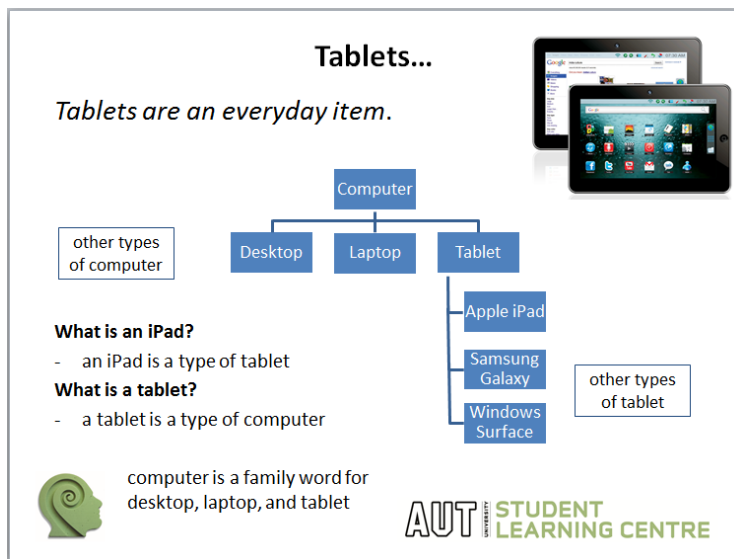 Tablets...
Tablets are an everyday item.
Google
Computer
other types
of computer
Desktop
Laptop
Tablet
Apple iPad
What is an iPad?
- an iPad is a type of tablet
Samsung
Galaxy
other types
of tablet
What is a tablet?
- a tablet is a type of computer
Windows
Surface
computer is a family word for
desktop, laptop, and tablet
AUT
UNIVERSITY
STUDENT
LEARNING CENTRE